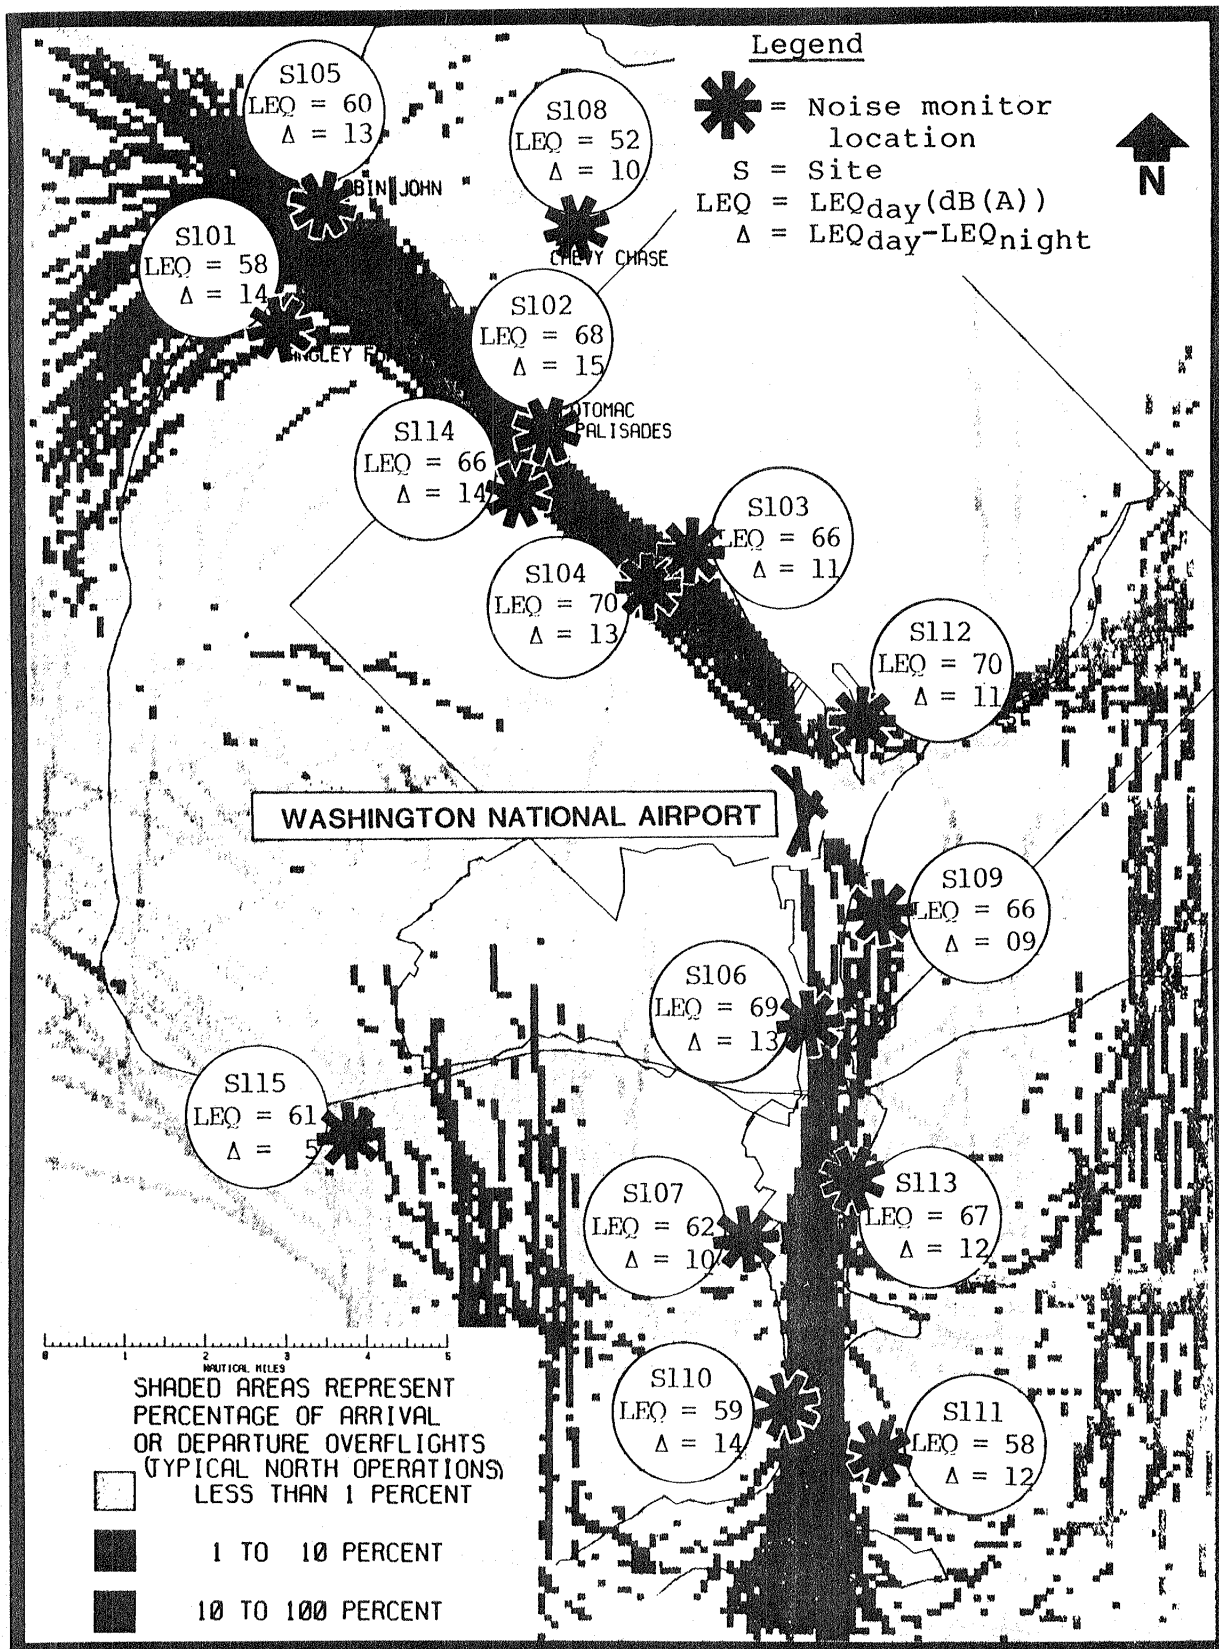 Legend
= Noise monitor
location
S = Site
LEQ = LEQday(dB(A))
Δ = LEQday-LEQnight
N
S105
LEQ = 60
Δ = 13
S108
LEQ = 52
Δ = 10
BIN JOHN
CHEVY CHASE
S101
LEQ = 58
Δ = 14
S102
LEQ = 68
Δ = 15
OTOMAC
PALISADES
S114
LEQ = 66
Δ = 14
S103
LEQ = 66
Δ = 11
S104
LEQ = 70
Δ = 13
S112
LEQ = 70
Δ = 11
WASHINGTON NATIONAL AIRPORT
S109
LEQ = 66
Δ = 09
S106
LEQ = 69
Δ = 13
S115
LEQ = 61
Δ = 5
S107
LEQ = 62
Δ = 10
S113
LEQ = 67
Δ = 12
S110
LEQ = 59
Δ = 14
S111
LEQ = 58
Δ = 12
0 1 2 3 4 5
NAUTICAL MILES
SHADED AREAS REPRESENT
PERCENTAGE OF ARRIVAL
OR DEPARTURE OVERFLIGHTS
(TYPICAL NORTH OPERATIONS)
LESS THAN 1 PERCENT
1 TO 10 PERCENT
10 TO 100 PERCENT